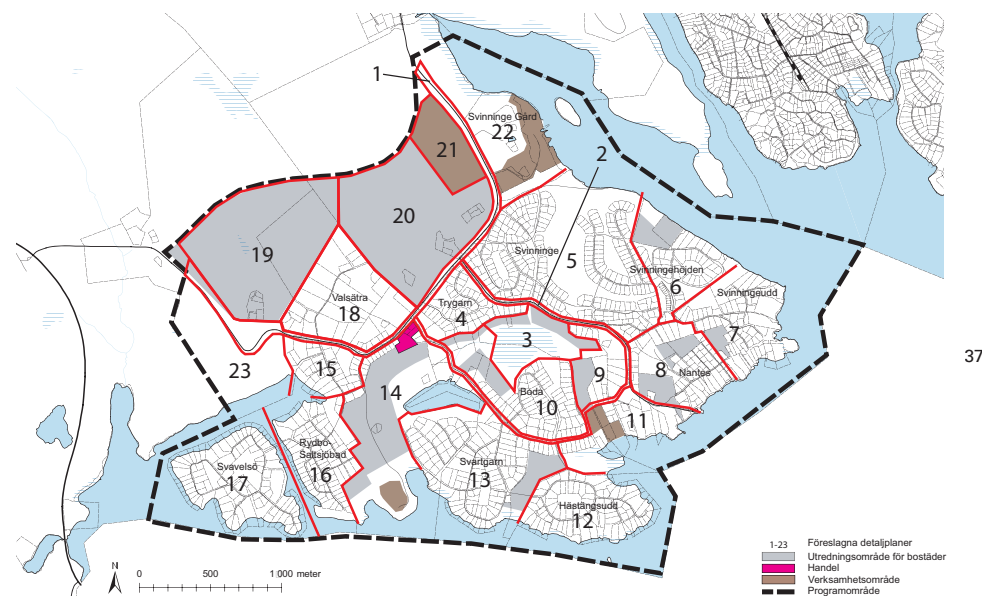 1
Svinninge Gård
22
21
2
20
19
Svinninge
5
Svinningehöjden
6
Svinningeudd
Valsätra
18
Trygarn
4
3
7
37
23
15
14
9
8
Nantes
Boda
10
11
Rydbo-
Saltsjöbad
16
Svavelsö
17
Svartgarn
13
Hästängsudd
12
N
0 500 1 000 meter
1-23 Föreslagna detaljplaner
Utredningsområde för bostäder
Handel
Verksamhetsområde
Programområde